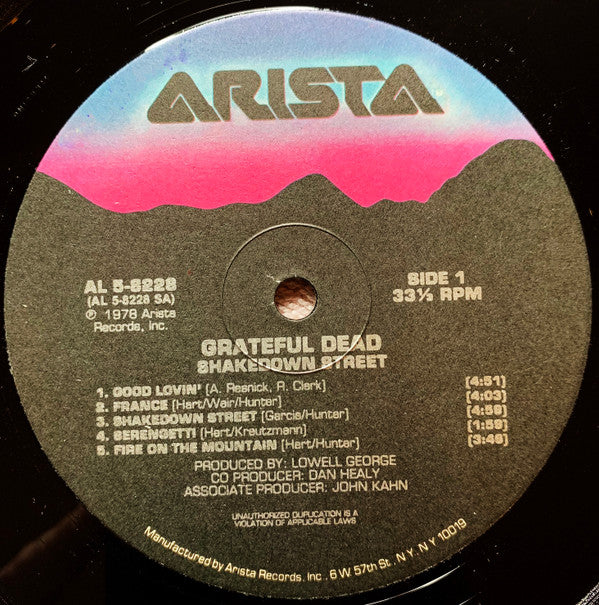 ARISTA
AL 5-8228
(AL 5-8228 SA)
℗ 1978 Arista
Records, Inc.
SIDE 1
33⅓ RPM
GRATEFUL DEAD
SHAKEDOWN STREET
1. GOOD LOVIN' [A. Resnick, R. Clark] [4:51]
2. FRANCE [Hart/Weir/Hunter] [4:03]
3. SHAKEDOWN STREET [Garcia/Hunter] [4:59]
4. SERENGETTI [Hart/Kreutzmann] [1:59]
5. FIRE ON THE MOUNTAIN [Hart/Hunter] [3:46]
PRODUCED BY: LOWELL GEORGE
CO PRODUCER: DAN HEALY
ASSOCIATE PRODUCER: JOHN KAHN
UNAUTHORIZED DUPLICATION IS A
VIOLATION OF APPLICABLE LAWS
Manufactured by Arista Records, Inc. 6 W 57th St. N.Y. N.Y 10019